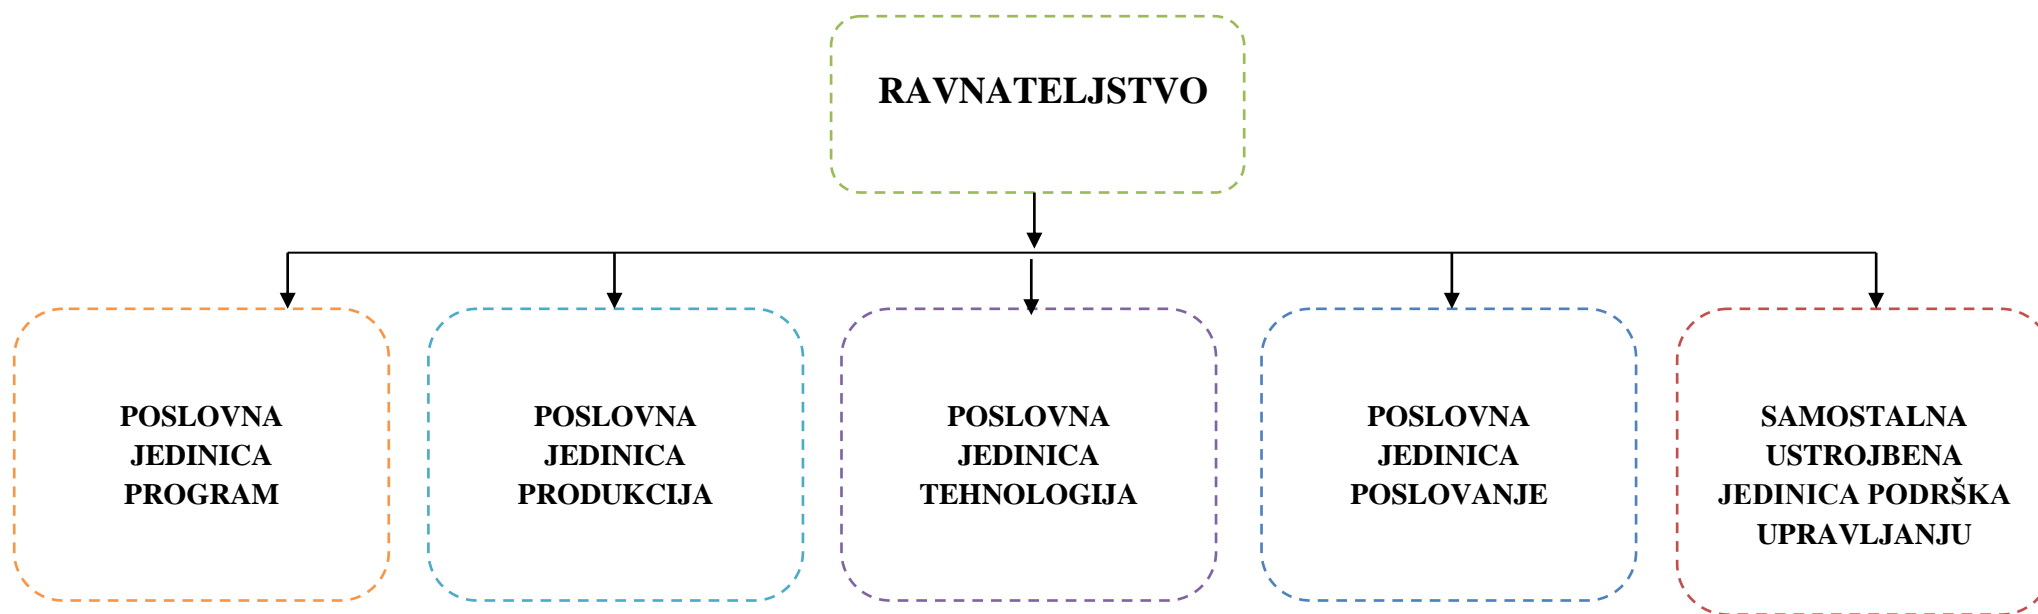 RAVNATELJSTVO
POSLOVNA
JEDINICA
PROGRAM
POSLOVNA
JEDINICA
PRODUKCIJA
POSLOVNA
JEDINICA
TEHNOLOGIJA
POSLOVNA
JEDINICA
POSLOVANJE
SAMOSTALNA
USTROJBENA
JEDINICA PODRŠKA
UPRAVLJANJU